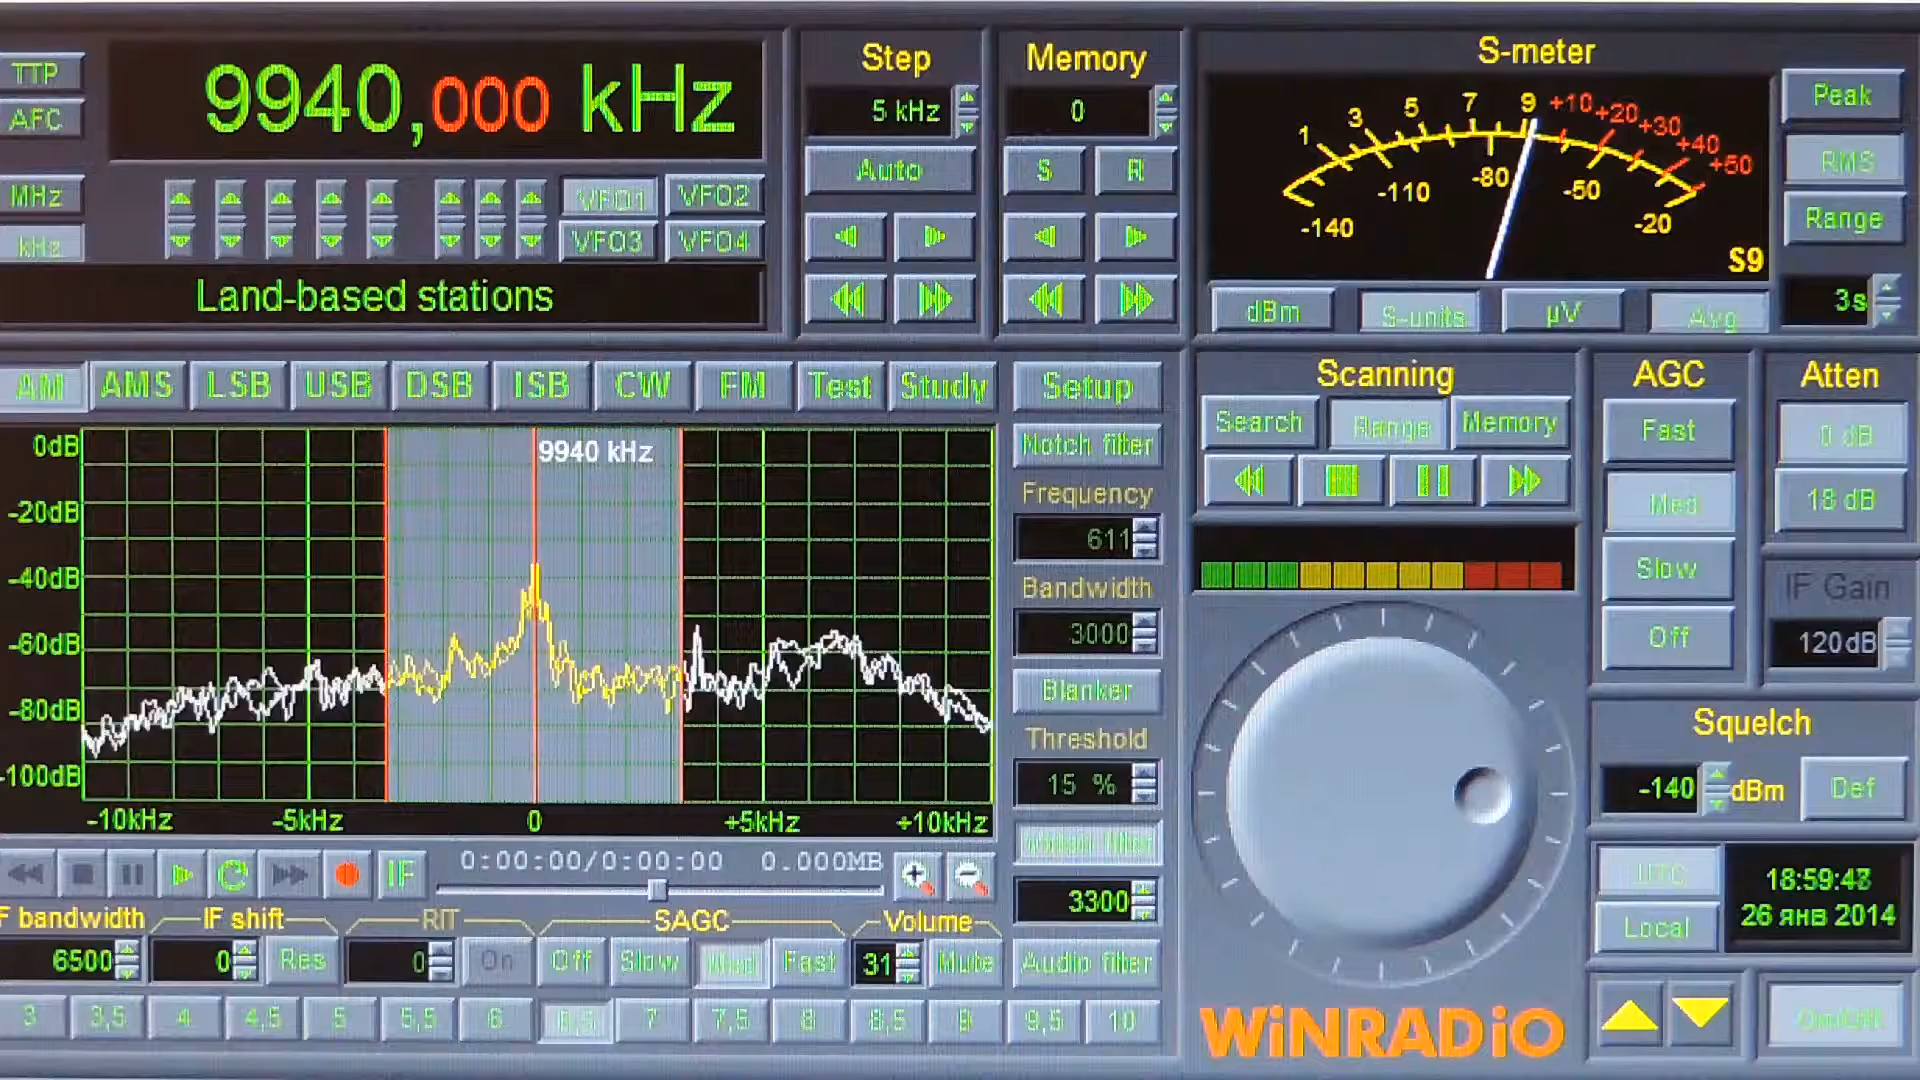 TTP
AFC
9940,000 kHz
MHz
kHz
VFO1
VFO2
VFO3
VFO4
Land-based stations
Step
5 kHz
Auto
Memory
0
S
R
S-meter
1 3 5 7 9 +10 +20 +30 +40 +50
-140 -110 -80 -50 -20
S9
dBm
S-units
µV
Avg
Peak
RMS
Range
3s
AM
AMS
LSB
USB
DSB
ISB
CW
FM
Test
Study
9940 kHz
0dB
-20dB
-40dB
-60dB
-80dB
-100dB
-10kHz
-5kHz
0
+5kHz
+10kHz
Setup
Notch filter
Frequency
611
Bandwidth
3000
Blanker
Threshold
15 %
3300
Audio filter
Scanning
Search
Range
Memory
AGC
Fast
Med
Slow
Off
Atten
0 dB
18 dB
IF Gain
120dB
Squelch
-140 dBm
Def
UTC
Local
18:59:43
26 янв 2014
On/Off
WiNRADiO
IF
0:00:00/0:00:00
0.000MB
F bandwidth
6500
IF shift
0
Res
RIT
0
On
SAGC
Off
Slow
Med
Fast
Volume
31
Mute
3
3,5
4
4,5
5
5,5
6
6,5
7
7,5
8
8,5
9
9,5
10